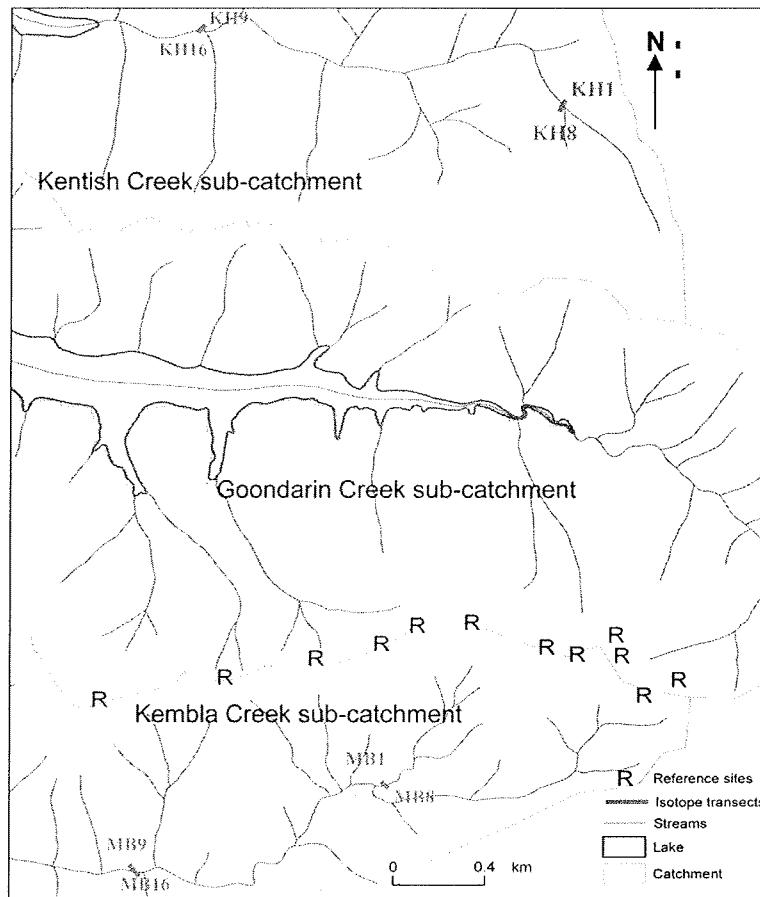 KH9
KH16
N
KH1
KH8
Kentish Creek sub-catchment
Goondarin Creek sub-catchment
R
R
R
R
R
R
R
R
R
R
R
R
Kembla Creek sub-catchment
MB1
MB8
MB9
MB16
0 0.4 km
R Reference sites
Isotope transects
Streams
Lake
Catchment